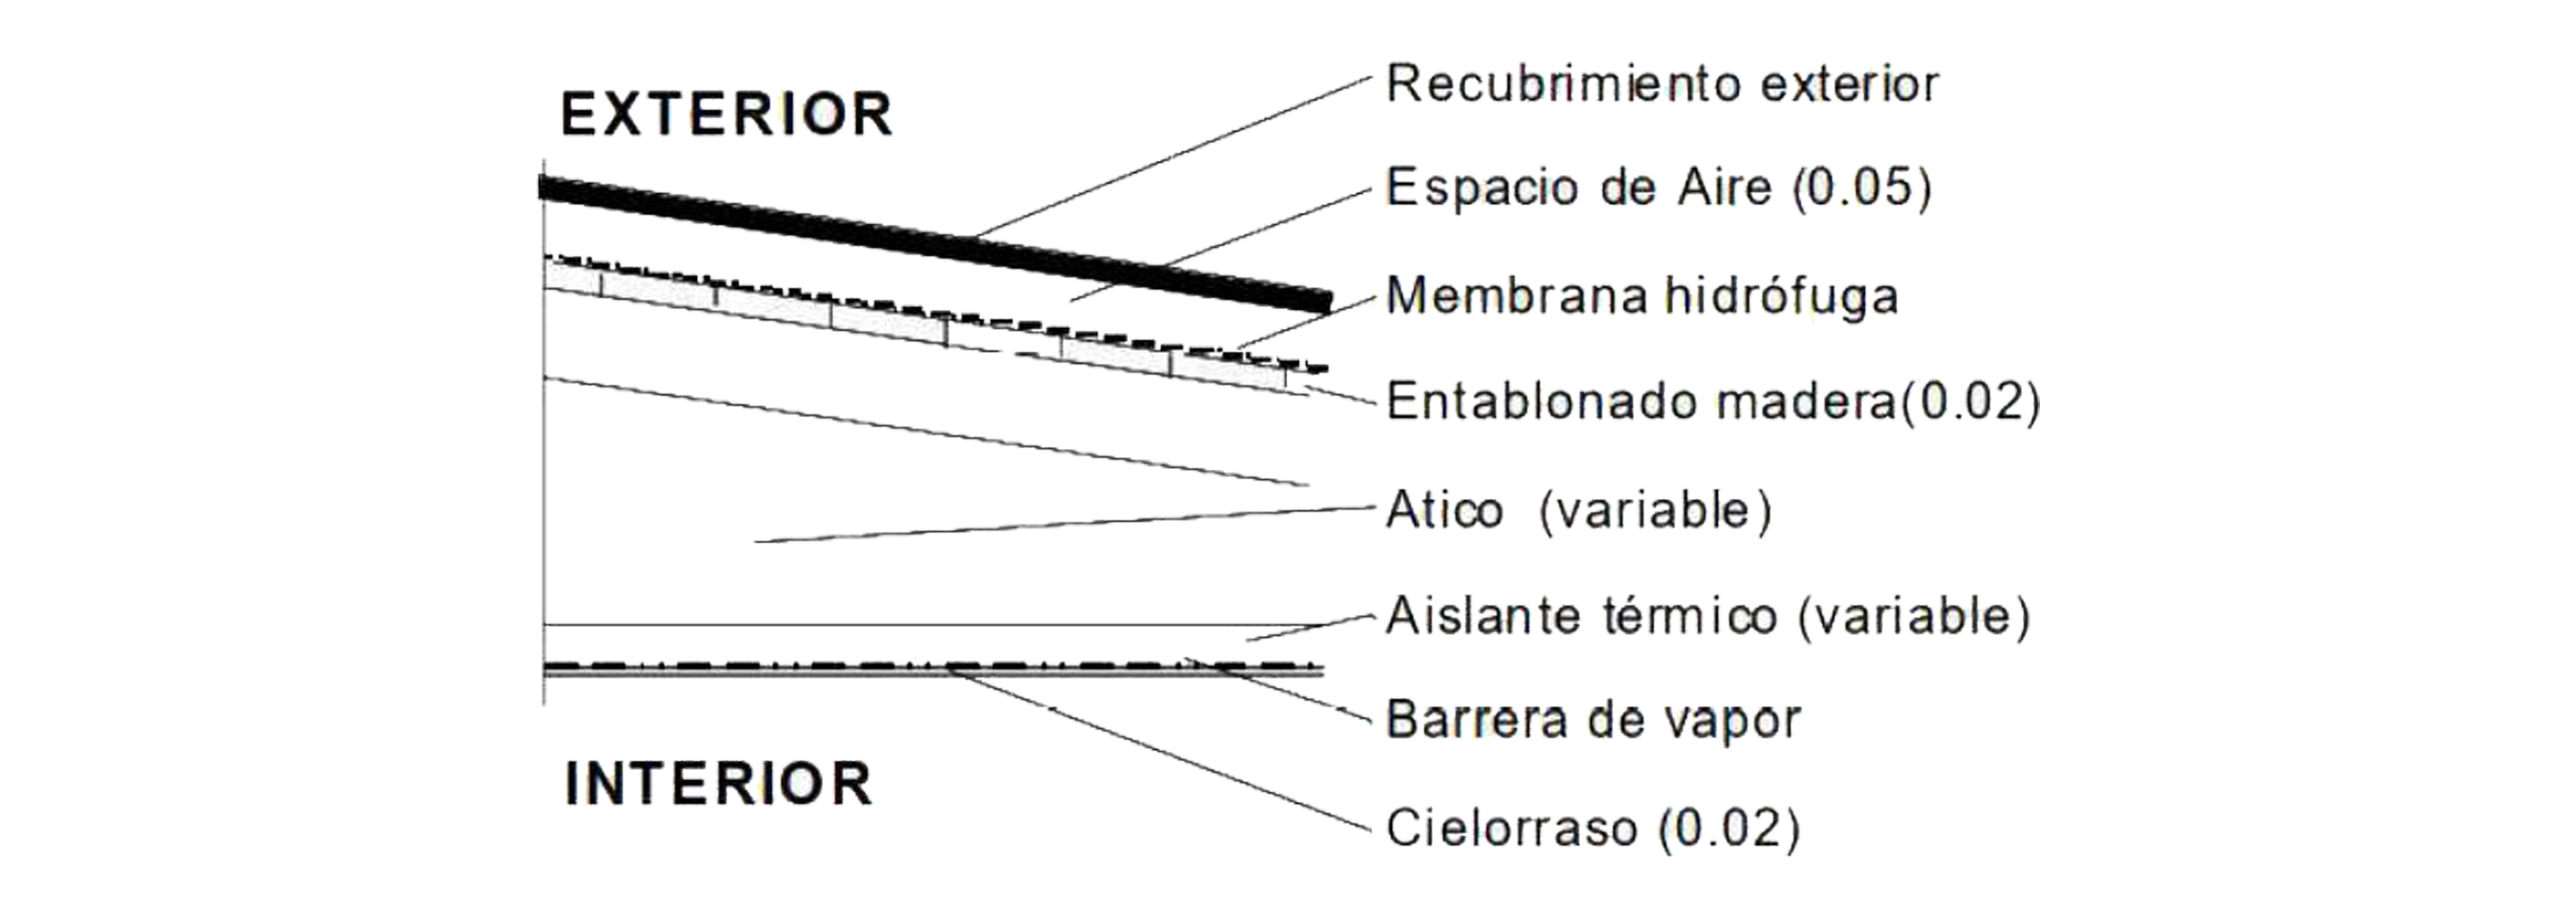 EXTERIOR
Recubrimiento exterior
Espacio de Aire (0.05)
Membrana hidrófuga
Entablonado madera(0.02)
Atico (variable)
Aislante térmico (variable)
Barrera de vapor
INTERIOR
Cielorraso (0.02)